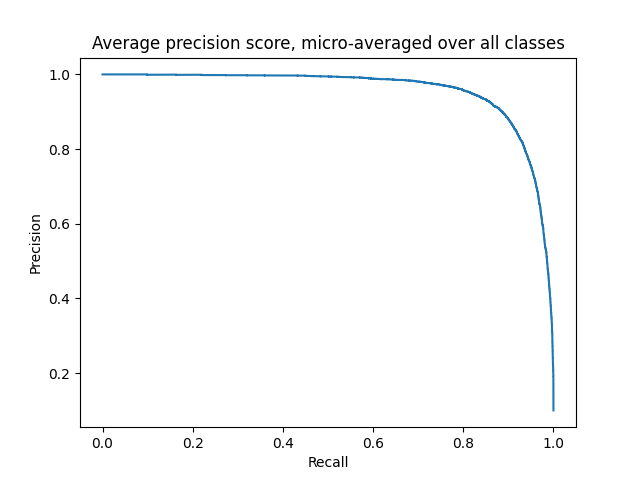 Average precision score, micro-averaged over all classes
1.0
0.8
0.6
0.4
0.2
Precision
0.0 0.2 0.4 0.6 0.8 1.0
Recall